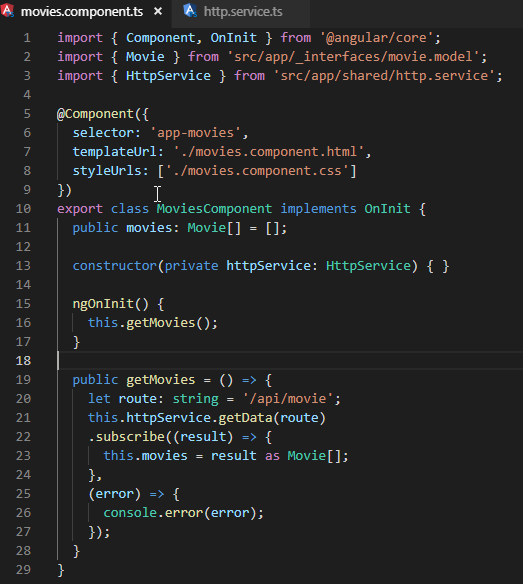 movies.component.ts × http.service.ts
1 import { Component, OnInit } from '@angular/core';
2 import { Movie } from 'src/app/_interfaces/movie.model';
3 import { HttpService } from 'src/app/shared/http.service';
4
5 @Component({
6   selector: 'app-movies',
7   templateUrl: './movies.component.html',
8   styleUrls: ['./movies.component.css']
9 })
10 export class MoviesComponent implements OnInit {
11   public movies: Movie[] = [];
12
13   constructor(private httpService: HttpService) { }
14
15   ngOnInit() {
16     this.getMovies();
17   }
18
19   public getMovies = () => {
20     let route: string = '/api/movie';
21     this.httpService.getData(route)
22     .subscribe((result) => {
23       this.movies = result as Movie[];
24     },
25     (error) => {
26       console.error(error);
27     });
28   }
29 }